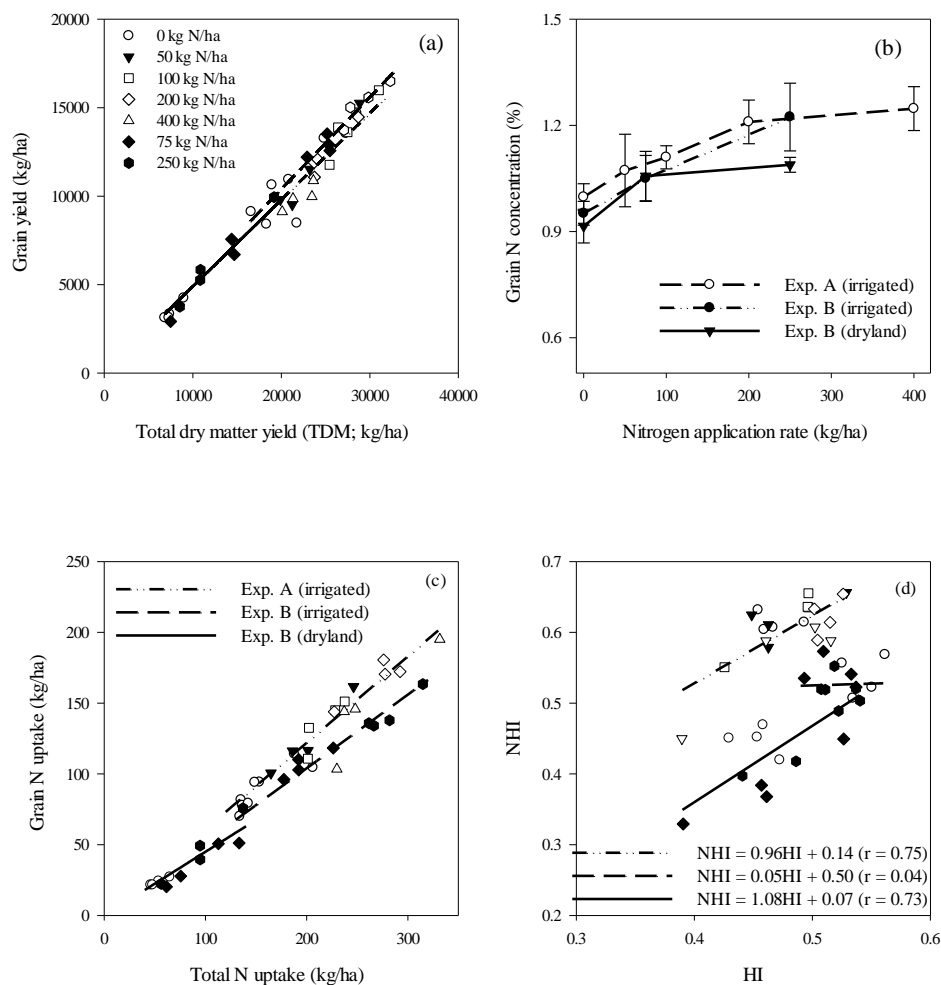 20000
15000
10000
5000
0
Grain yield (kg/ha)
0 kg N/ha
50 kg N/ha
100 kg N/ha
200 kg N/ha
400 kg N/ha
75 kg N/ha
250 kg N/ha
(a)
0 10000 20000 30000 40000
Total dry matter yield (TDM; kg/ha)
1.5
1.2
0.9
0.6
Grain N concentration (%)
(b)
Exp. A (irrigated)
Exp. B (irrigated)
Exp. B (dryland)
0 100 200 300 400
Nitrogen application rate (kg/ha)
250
200
150
100
50
0
Grain N uptake (kg/ha)
Exp. A (irrigated)
Exp. B (irrigated)
Exp. B (dryland)
(c)
0 100 200 300
Total N uptake (kg/ha)
0.7
0.6
0.5
0.4
0.3
0.2
NHI
(d)
NHI = 0.96HI + 0.14 (r = 0.75)
NHI = 0.05HI + 0.50 (r = 0.04)
NHI = 1.08HI + 0.07 (r = 0.73)
0.3 0.4 0.5 0.6
HI